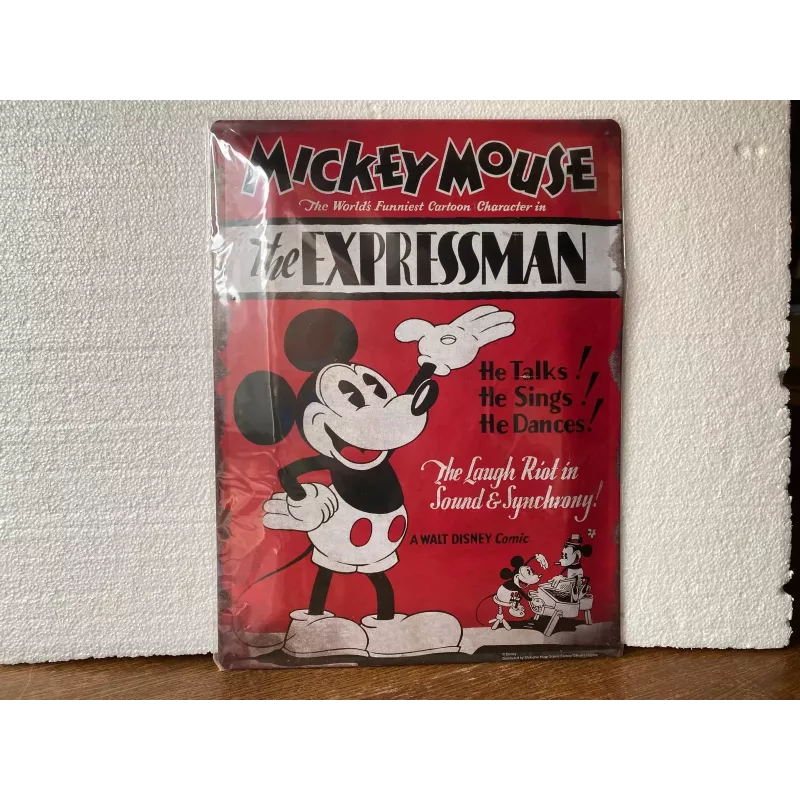 MICKEY MOUSE
The World's Funniest Cartoon Character in
The EXPRESSMAN
He Talks!
He Sings!
He Dances!
The Laugh Riot in
Sound & Synchrony!
A WALT DISNEY Comic
© Disney